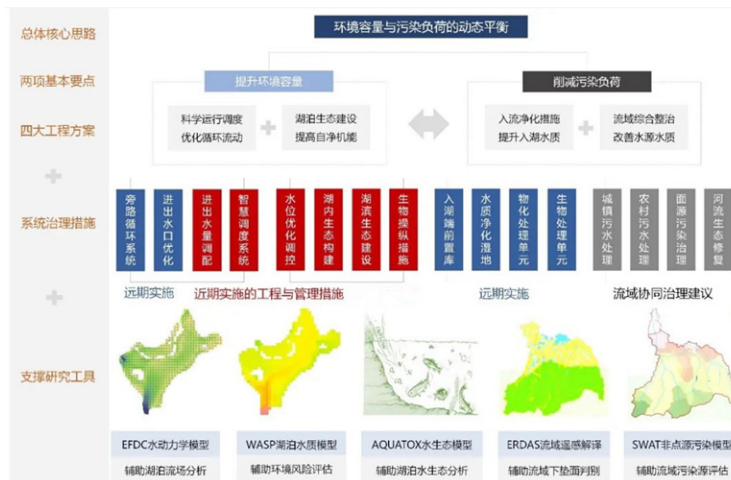 总体核心思路
环境容量与污染负荷的动态平衡
两项基本要点
提升环境容量
削减污染负荷
四大工程方案
科学运行调度
优化循环流动
湖泊生态建设
提高自净机能
入流净化措施
提升入湖水质
流域综合整治
改善水源水质
系统治理措施
旁路循环系统
进出水口优化
进出水量调配
智慧调度系统
水位优化调控
湖内生态构建
湖滨生态建设
生物操纵措施
入湖端前置库
水质净化湿地
物化处理单元
生物处理单元
城镇污水处理
农村污水处理
面源污染治理
河流生态修复
远期实施
近期实施的工程与管理措施
远期实施
流域协同治理建议
支撑研究工具
EFDC水动力学模型
WASP湖泊水质模型
AQUATOX水生态模型
ERDAS流域遥感解译
SWAT非点源污染模型
辅助湖泊流场分析
辅助环境风险评估
辅助湖泊水生态分析
辅助流域下垫面判别
辅助流域污染源评估